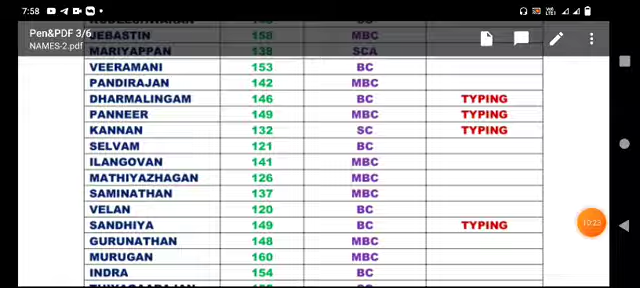 7:58
Pen&PDF 3/6
NAMES-2.pdf
JEBASTIN 158 MBC
MARIYAPPAN 138 SCA
VEERAMANI 153 BC
PANDIRAJAN 142 MBC
DHARMALINGAM 146 BC TYPING
PANNEER 149 MBC TYPING
KANNAN 132 SC TYPING
SELVAM 121 BC
ILANGOVAN 141 MBC
MATHIYAZHAGAN 126 MBC
SAMINATHAN 137 MBC
VELAN 120 BC
SANDHIYA 149 BC TYPING
10:23
GURUNATHAN 148 MBC
MURUGAN 160 MBC
INDRA 154 BC